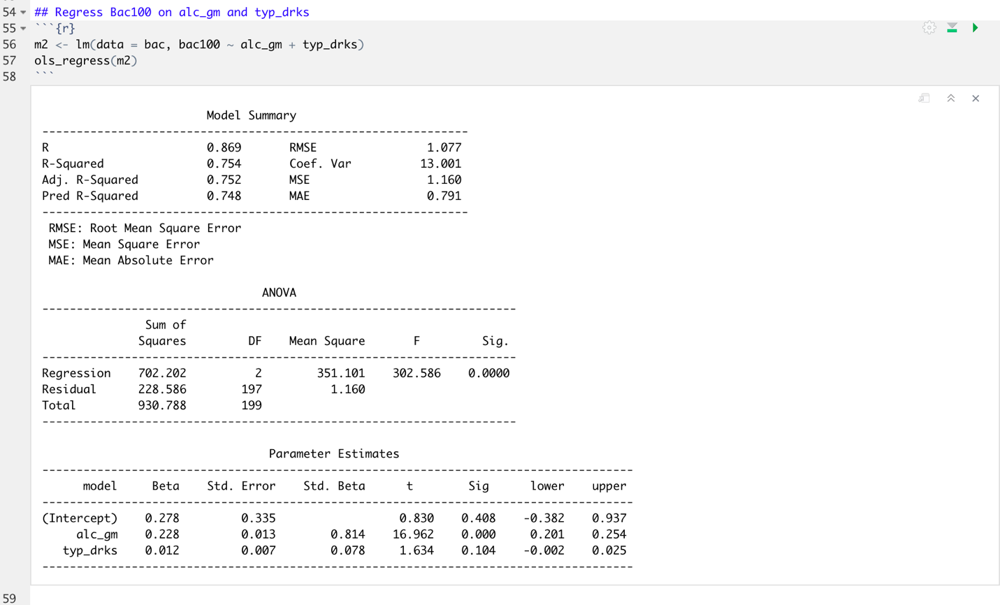 54 ## Regress Bac100 on alc_gm and typ_drks
55 ```{r}
56 m2 <- lm(data = bac, bac100 ~ alc_gm + typ_drks)
57 ols_regress(m2)
58 ```
Model Summary
--------------------------------------------------------------
R 0.869 RMSE 1.077
R-Squared 0.754 Coef. Var 13.001
Adj. R-Squared 0.752 MSE 1.160
Pred R-Squared 0.748 MAE 0.791
--------------------------------------------------------------
RMSE: Root Mean Square Error
MSE: Mean Square Error
MAE: Mean Absolute Error
ANOVA
---------------------------------------------------------------------
Sum of
Squares DF Mean Square F Sig.
---------------------------------------------------------------------
Regression 702.202 2 351.101 302.586 0.0000
Residual 228.586 197 1.160
Total 930.788 199
---------------------------------------------------------------------
Parameter Estimates
--------------------------------------------------------------------------------------
model Beta Std. Error Std. Beta t Sig lower upper
--------------------------------------------------------------------------------------
(Intercept) 0.278 0.335 0.830 0.408 -0.382 0.937
alc_gm 0.228 0.013 0.814 16.962 0.000 0.201 0.254
typ_drks 0.012 0.007 0.078 1.634 0.104 -0.002 0.025
--------------------------------------------------------------------------------------
59